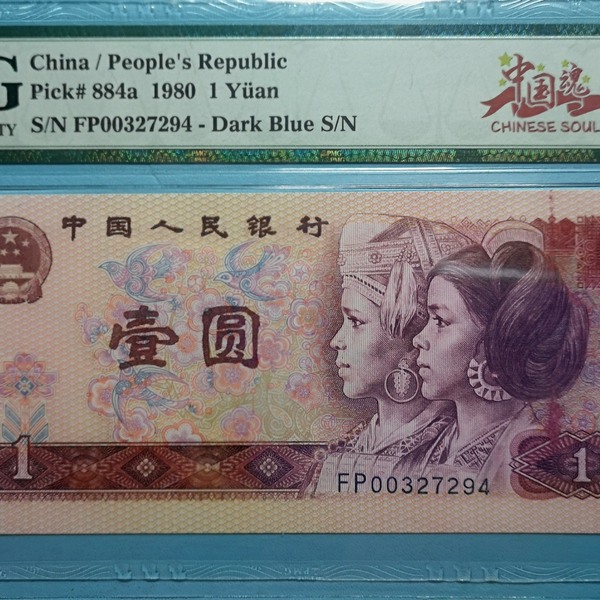 G
TY
China / People's Republic
Pick# 884a 1980 1 Yüan
S/N FP00327294 - Dark Blue S/N
中国魂
CHINESE SOUL
中国人民银行
壹圆
1
1
FP00327294